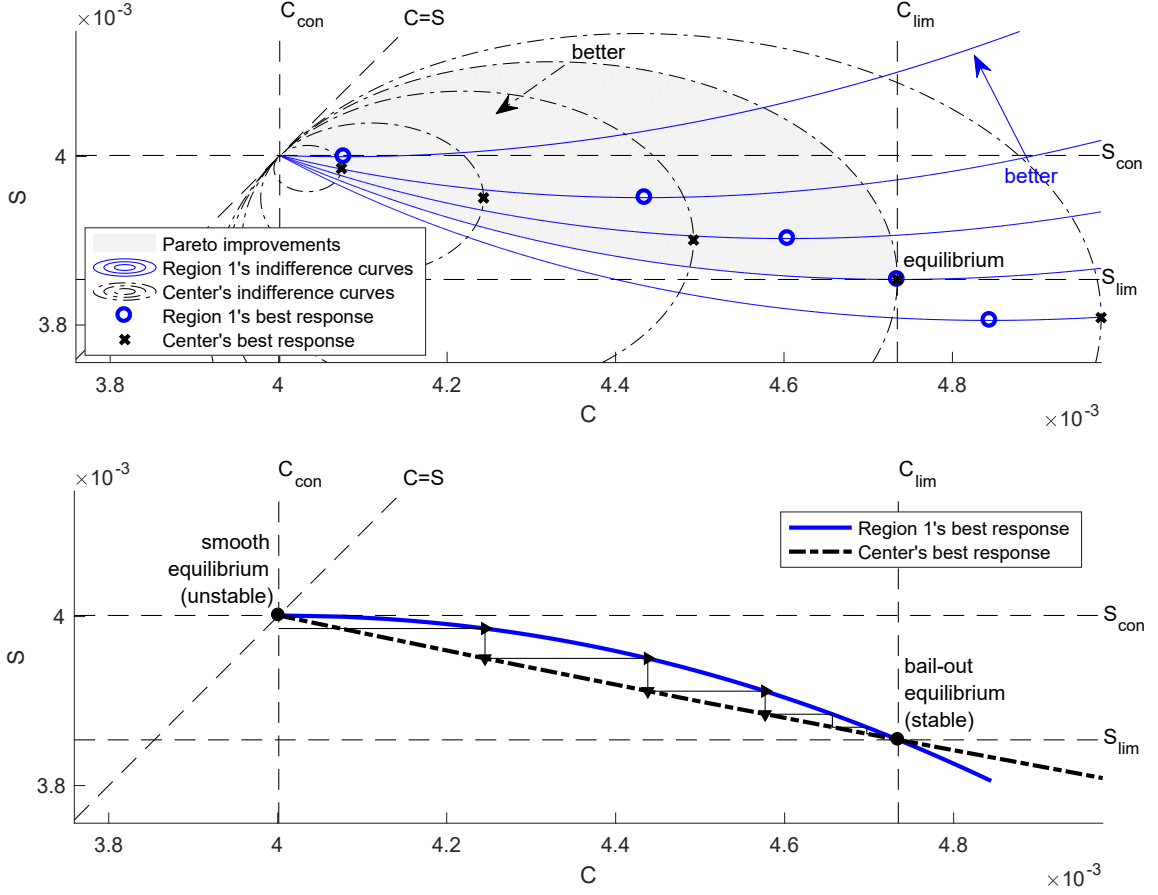 ×10⁻³
C_con
C=S
C_lim
better
4
S_con
better
S
Pareto improvements
Region 1's indifference curves
Center's indifference curves
Region 1's best response
Center's best response
equilibrium
S_lim
3.8
3.8
4
4.2
4.4
4.6
4.8
C
×10⁻³
×10⁻³
C_con
C=S
C_lim
Region 1's best response
Center's best response
smooth
equilibrium
(unstable)
4
S_con
S
bail-out
equilibrium
(stable)
S_lim
3.8
3.8
4
4.2
4.4
4.6
4.8
C
×10⁻³